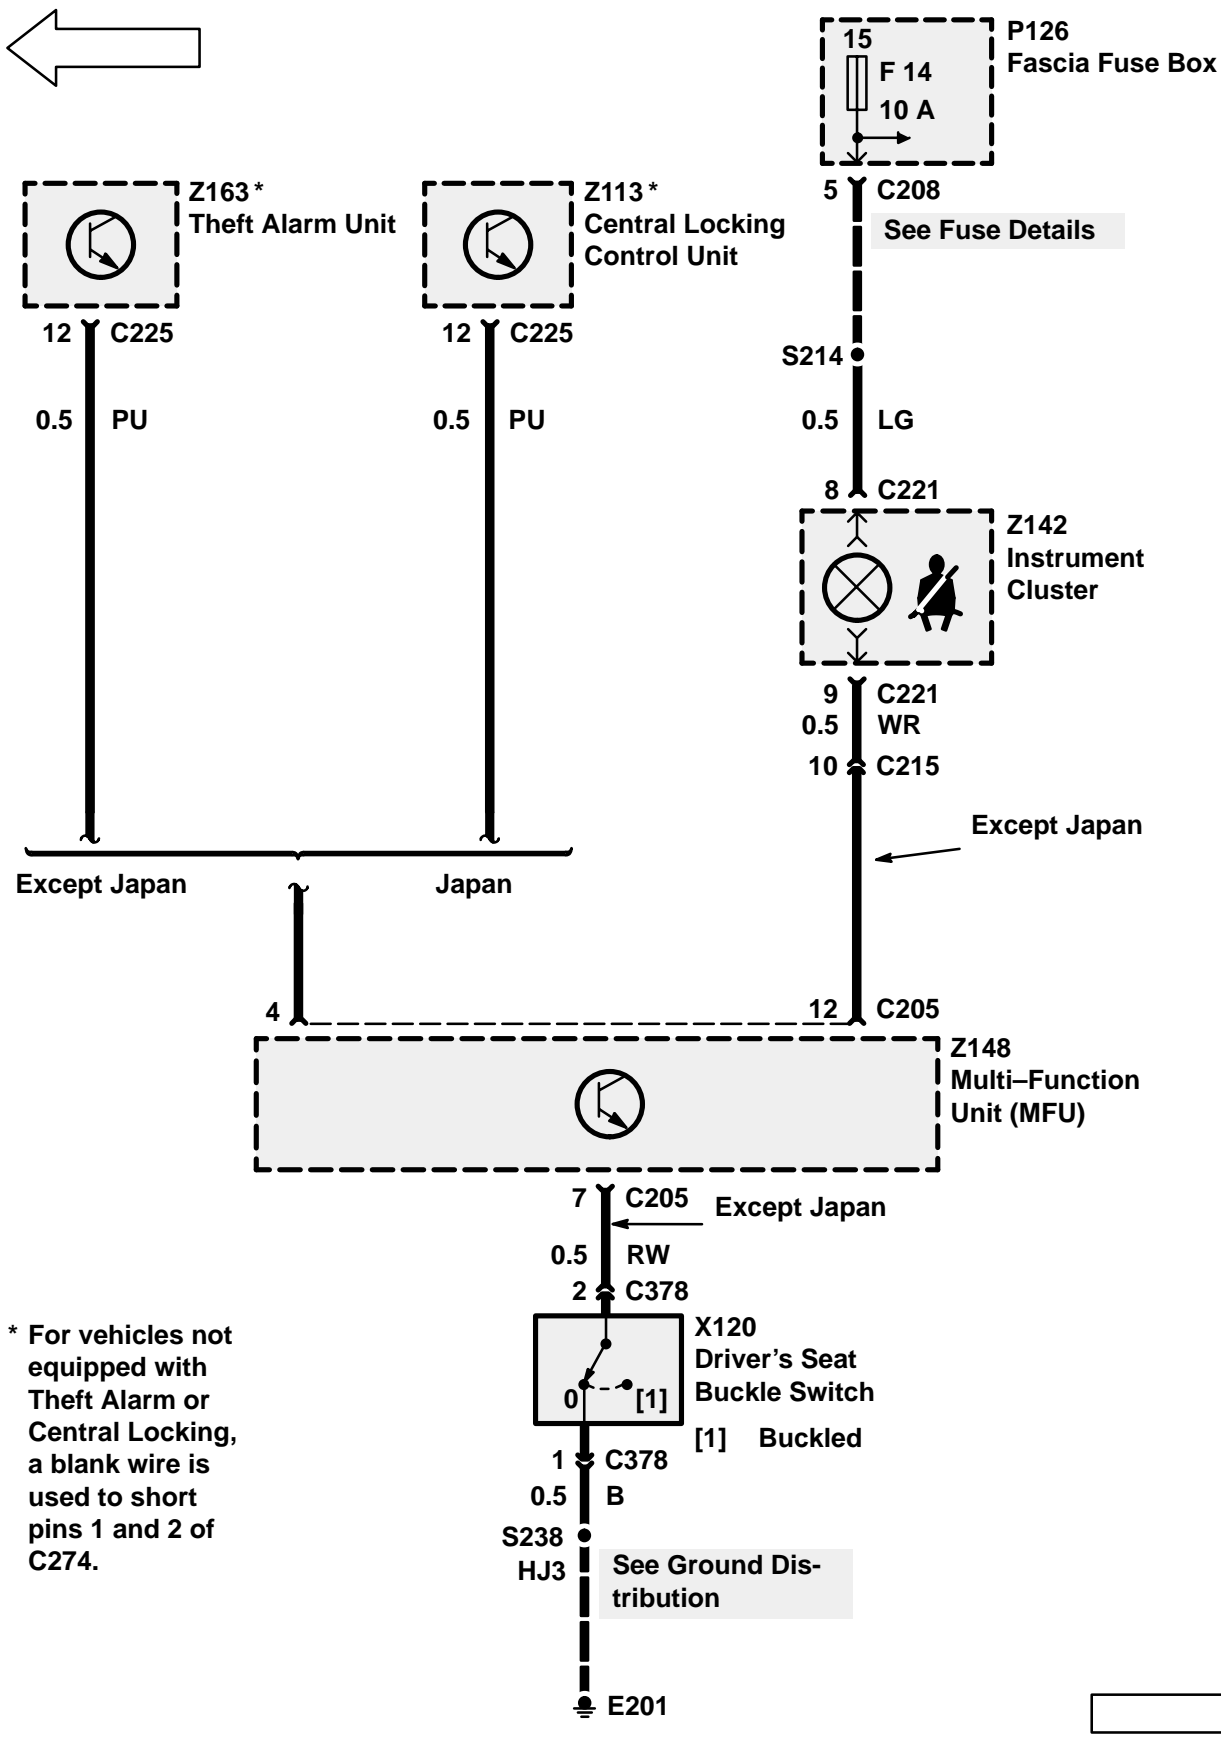 P126
Fascia Fuse Box
15
F 14
10 A
5 C208
See Fuse Details
Z163 *
Theft Alarm Unit
Z113 *
Central Locking
Control Unit
12 C225
12 C225
S214
0.5 PU
0.5 PU
0.5 LG
8 C221
Z142
Instrument
Cluster
9 C221
0.5 WR
10 C215
Except Japan
Except Japan
Japan
4
12 C205
Z148
Multi–Function
Unit (MFU)
7 C205
Except Japan
0.5 RW
2 C378
X120
Driver’s Seat
Buckle Switch
0 [1]
[1] Buckled
* For vehicles not
equipped with
Theft Alarm or
Central Locking,
a blank wire is
used to short
pins 1 and 2 of
C274.
1 C378
0.5 B
S238
HJ3
See Ground Dis-
tribution
E201